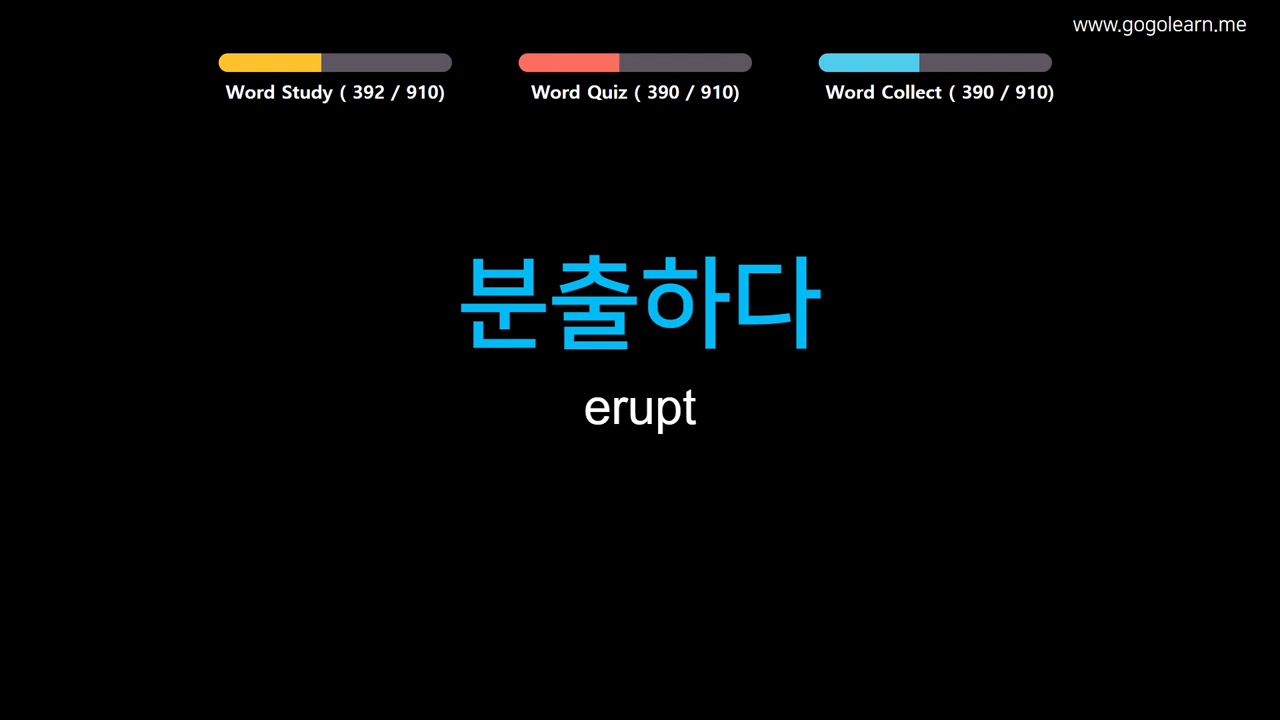 www.gogolearn.me
Word Study ( 392 / 910)
Word Quiz ( 390 / 910)
Word Collect ( 390 / 910)
분출하다
erupt